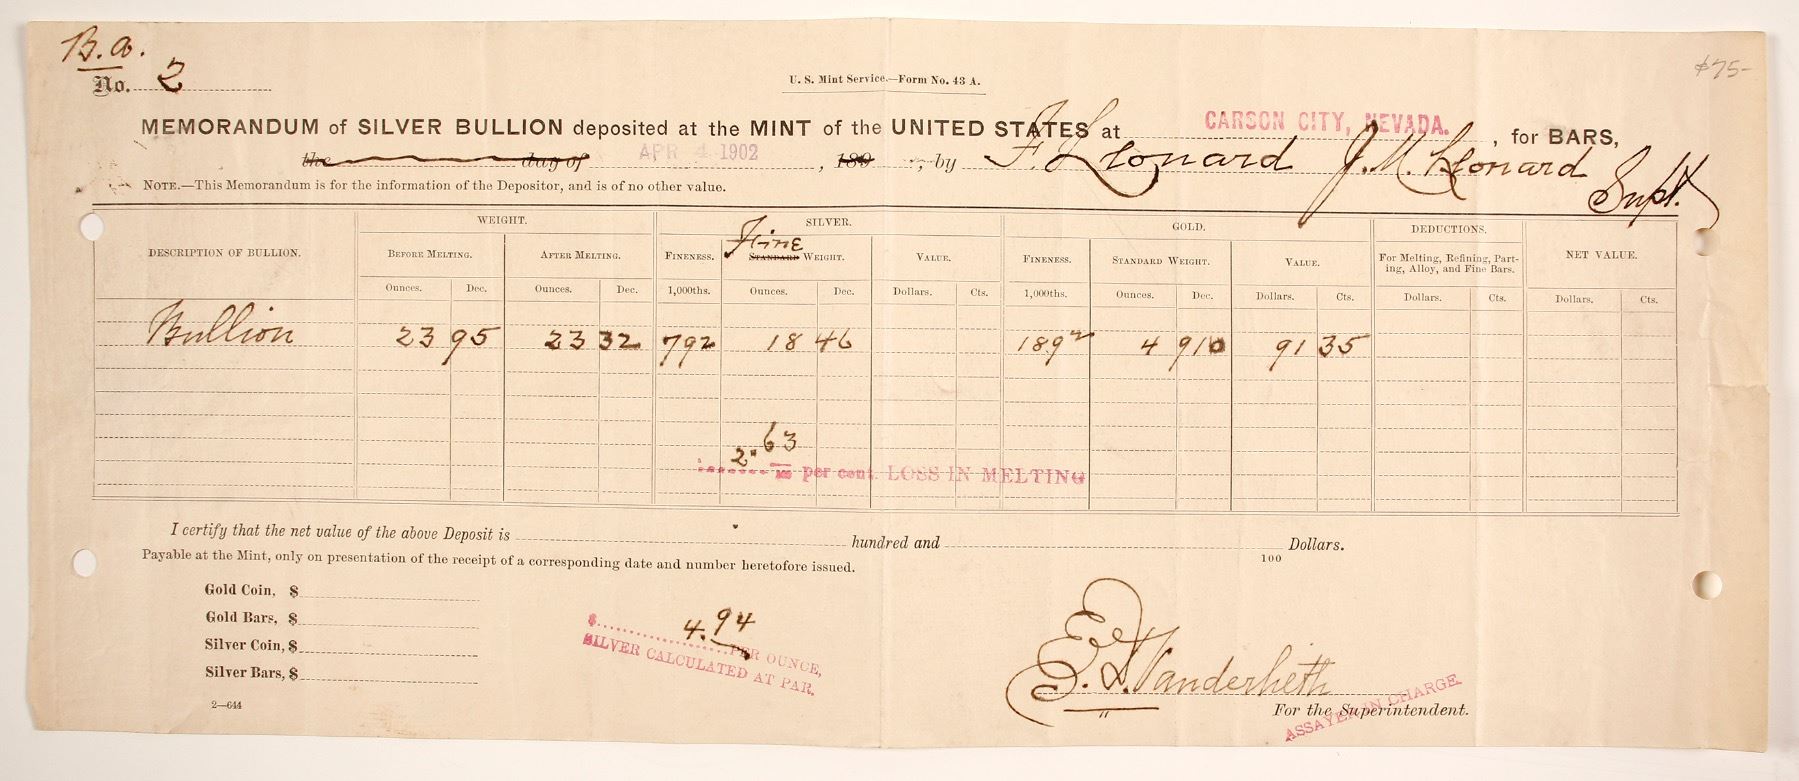 B.a.
No. 2
$75-
U. S. Mint Service.—Form No. 43 A.
MEMORANDUM of SILVER BULLION deposited at the MINT of the UNITED STATES at CARSON CITY, NEVADA., for BARS,
the day of APR 4 1902, 189 , by F. Leonard J. M. Leonard Supt.
NOTE.—This Memorandum is for the information of the Depositor, and is of no other value.
WEIGHT. SILVER. GOLD. DEDUCTIONS.
Fine
DESCRIPTION OF BULLION. BEFORE MELTING. AFTER MELTING. FINENESS. STANDARD WEIGHT. VALUE. FINENESS. STANDARD WEIGHT. VALUE. For Melting, Refining, Part-ing, Alloy, and Fine Bars. NET VALUE.
Ounces. Dec. Ounces. Dec. 1,000ths. Ounces. Dec. Dollars. Cts. 1,000ths. Ounces. Dec. Dollars. Cts. Dollars. Cts. Dollars. Cts.
Bullion 23 95 23 32 792 18 46 189 2 4 910 91 35
2.63
per cent. LOSS IN MELTING
I certify that the net value of the above Deposit is hundred and 100 Dollars.
Payable at the Mint, only on presentation of the receipt of a corresponding date and number heretofore issued.
Gold Coin, $
Gold Bars, $
Silver Coin, $
Silver Bars, $
2—644
$ 4.94 PER OUNCE,
SILVER CALCULATED AT PAR.
E. B. Vanderlieth
For the Superintendent.
ASSAYER IN CHARGE